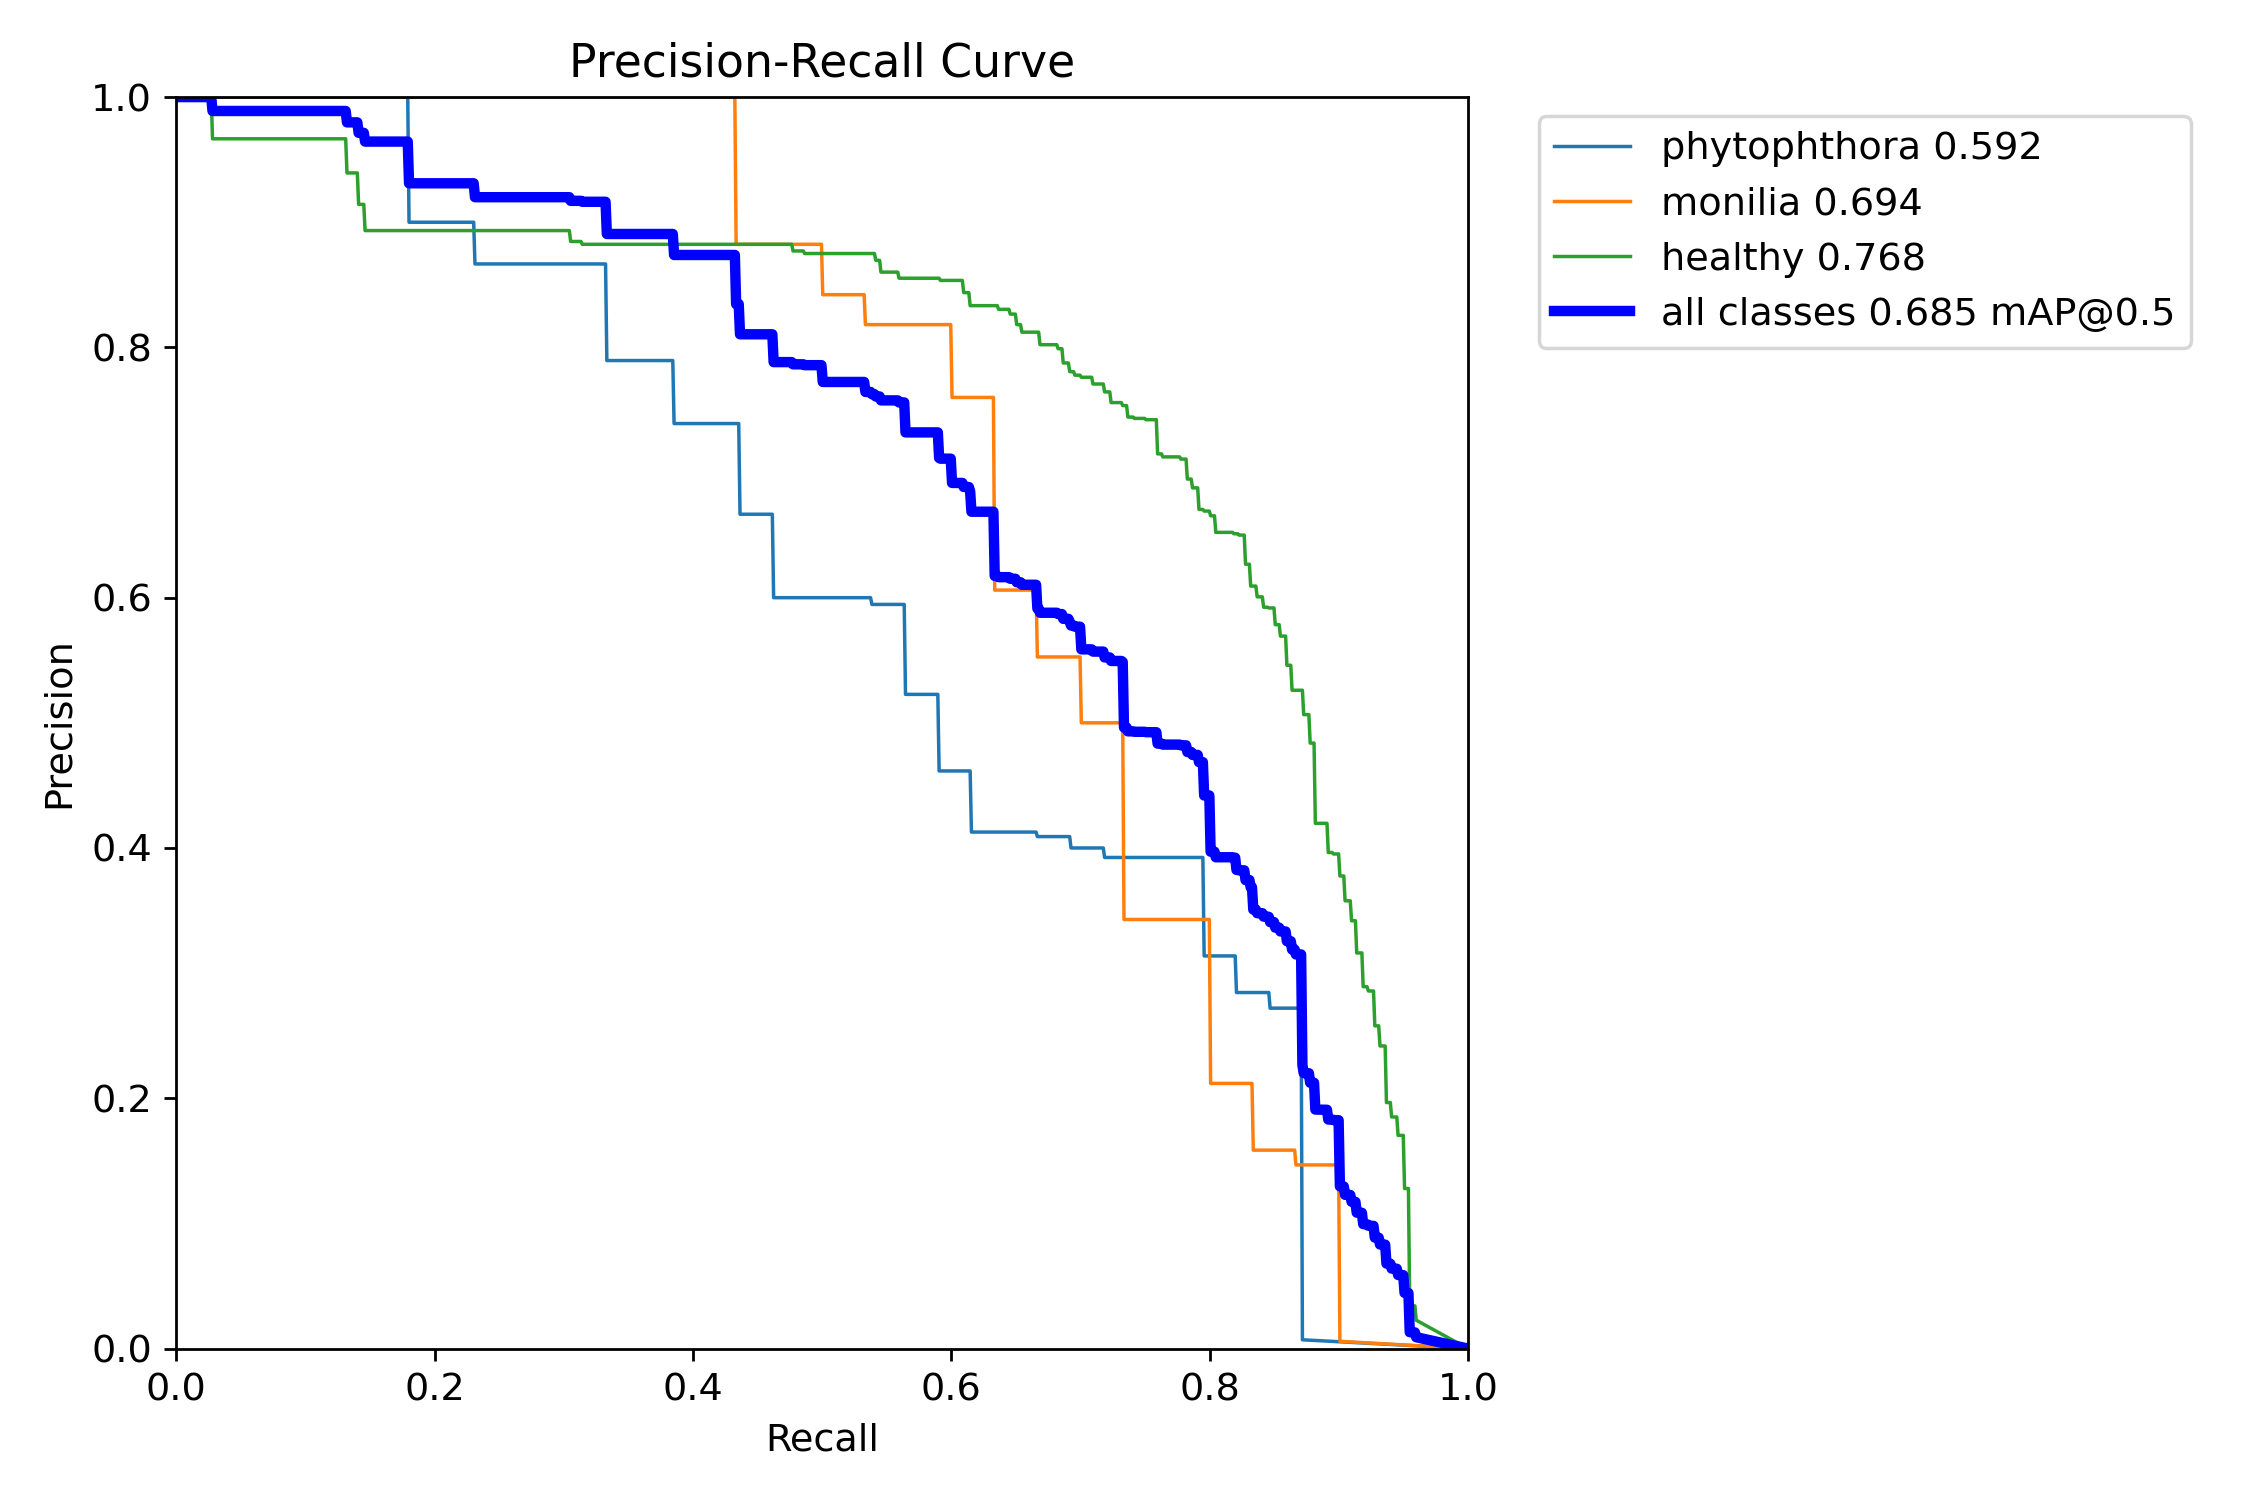 Precision-Recall Curve
1.0
0.8
0.6
0.4
0.2
0.0
Precision
0.0 0.2 0.4 0.6 0.8 1.0
Recall
phytophthora 0.592
monilia 0.694
healthy 0.768
all classes 0.685 mAP@0.5